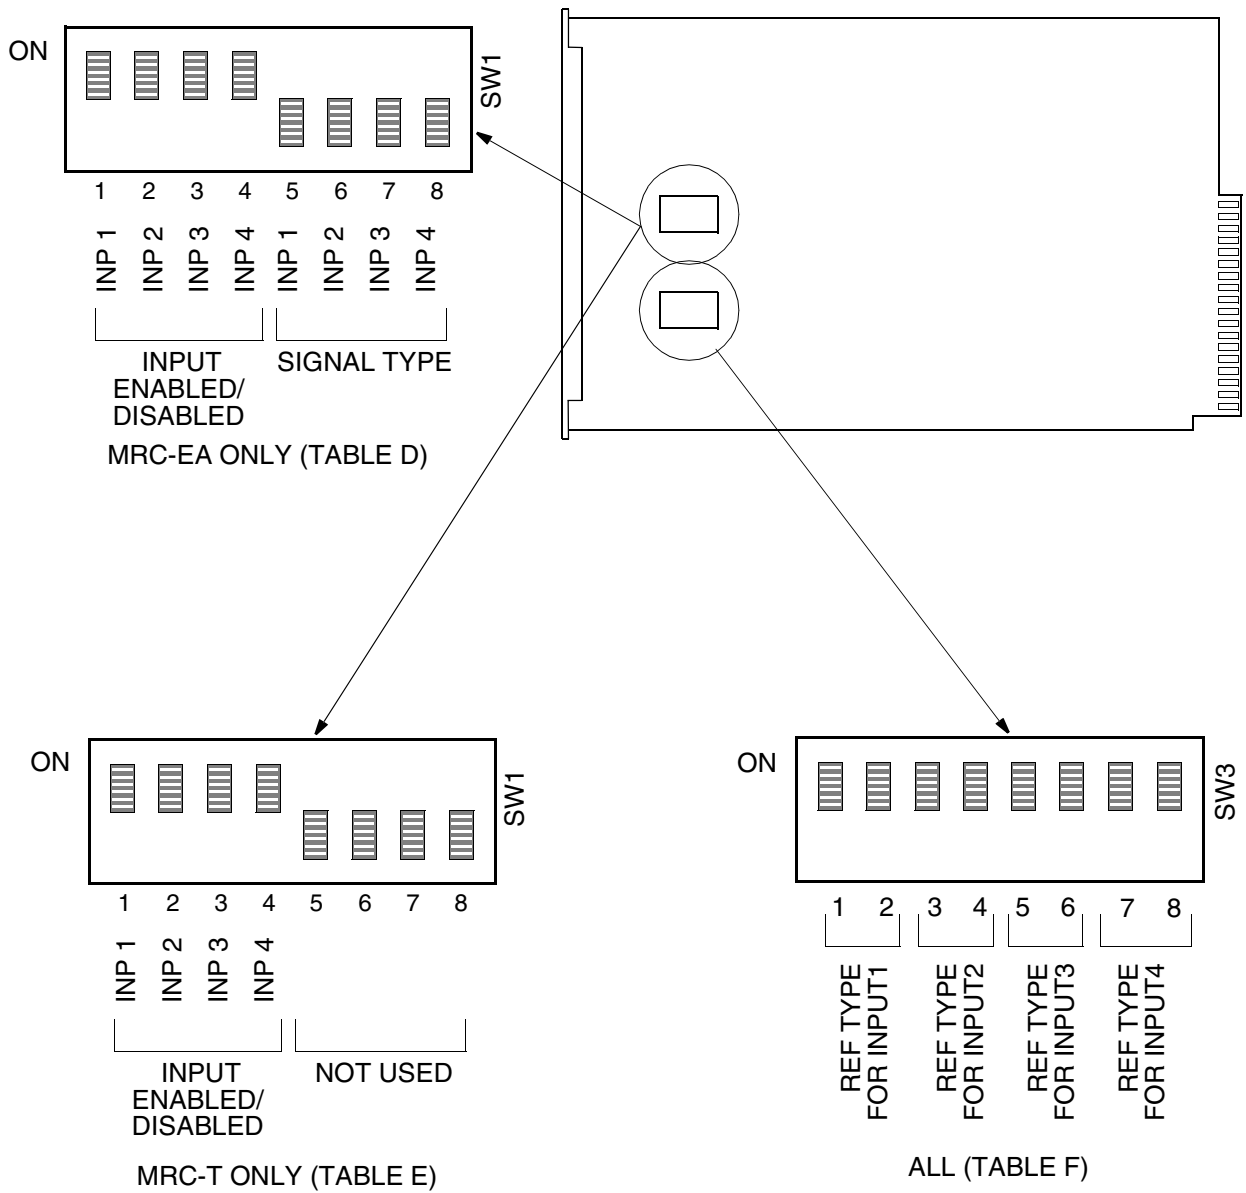 ON
SW1
1 2 3 4 5 6 7 8
INP 1 INP 2 INP 3 INP 4 INP 1 INP 2 INP 3 INP 4
INPUT
ENABLED/
DISABLED
SIGNAL TYPE
MRC-EA ONLY (TABLE D)
ON
SW1
1 2 3 4 5 6 7 8
INP 1 INP 2 INP 3 INP 4
INPUT
ENABLED/
DISABLED
NOT USED
MRC-T ONLY (TABLE E)
ON
SW3
1 2 3 4 5 6 7 8
REF TYPE
FOR INPUT1
REF TYPE
FOR INPUT2
REF TYPE
FOR INPUT3
REF TYPE
FOR INPUT4
ALL (TABLE F)